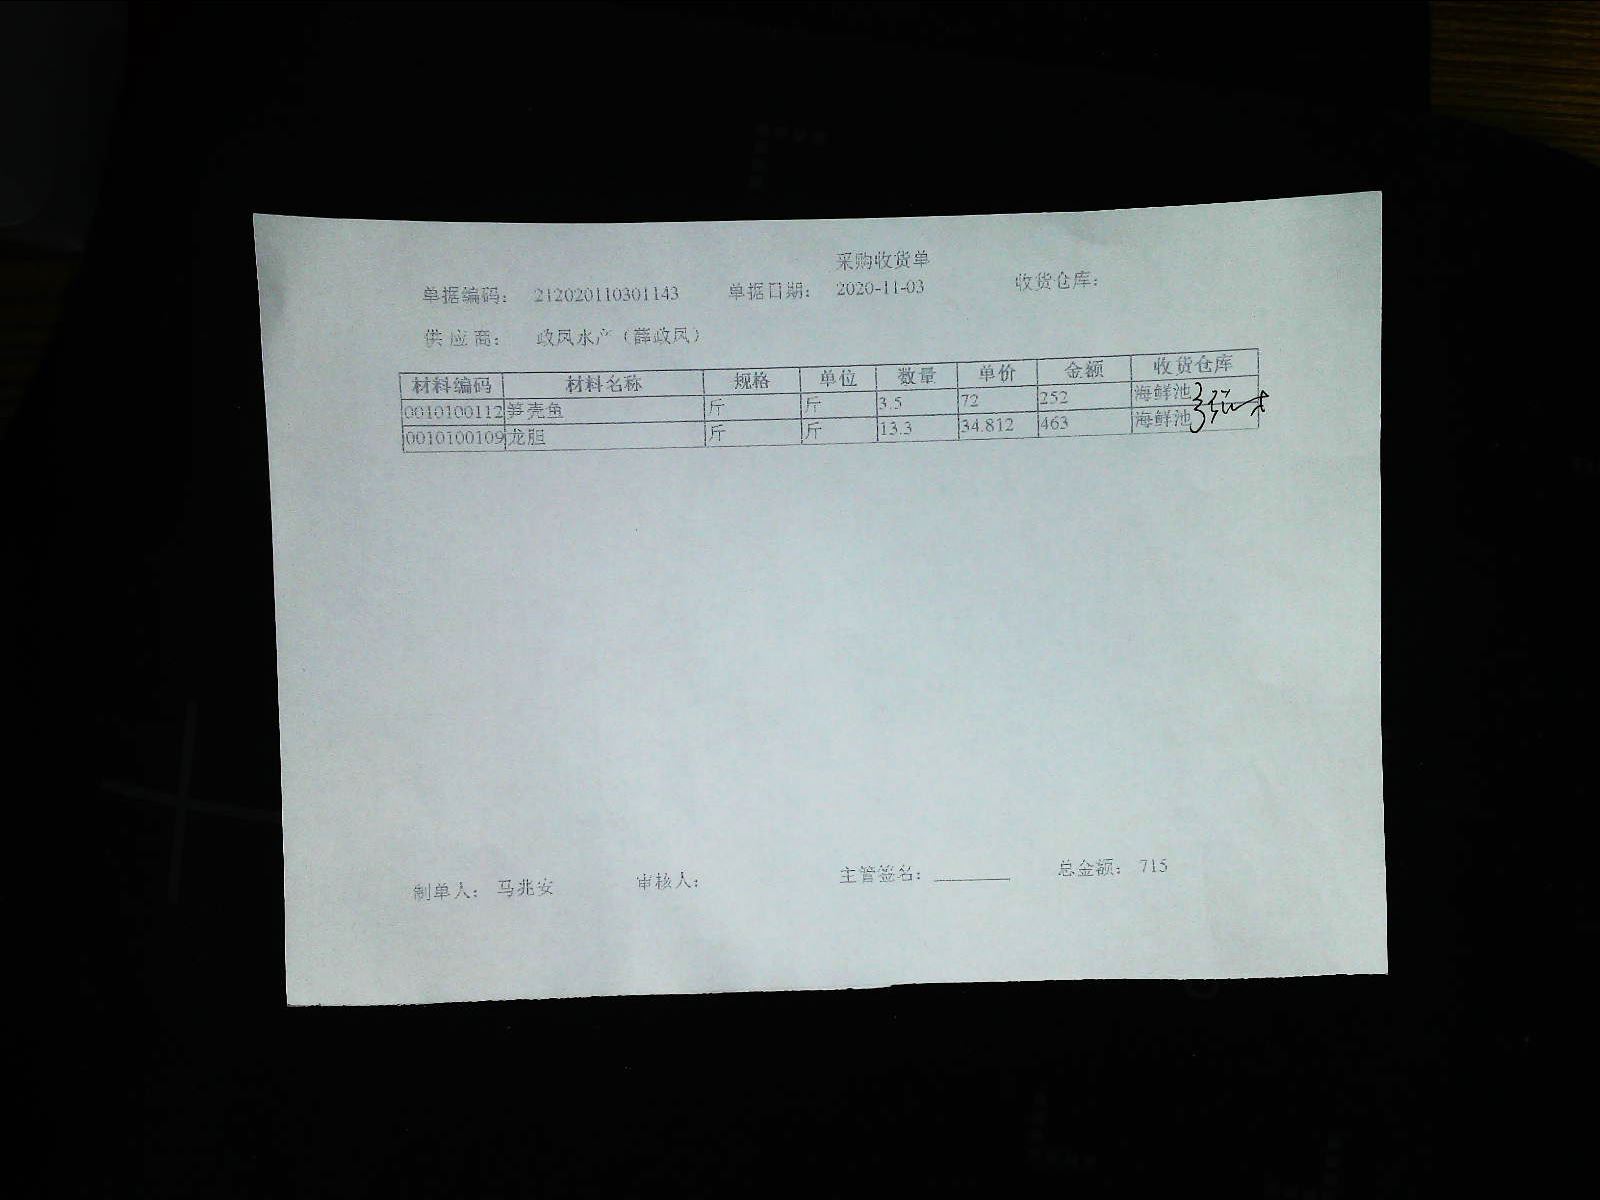 采购收货单
单据编码: 212020110301143 单据日期: 2020-11-03 收货仓库:
供应商: 政凤水产(薛政凤)
材料编码 材料名称 规格 单位 数量 单价 金额 收货仓库
0010100112 笋壳鱼 斤 斤 3.5 72 252 海鲜池
0010100109 龙胆 斤 斤 13.3 34.812 463 海鲜池
制单人: 马兆安 审核人: 主管签名: 总金额: 715